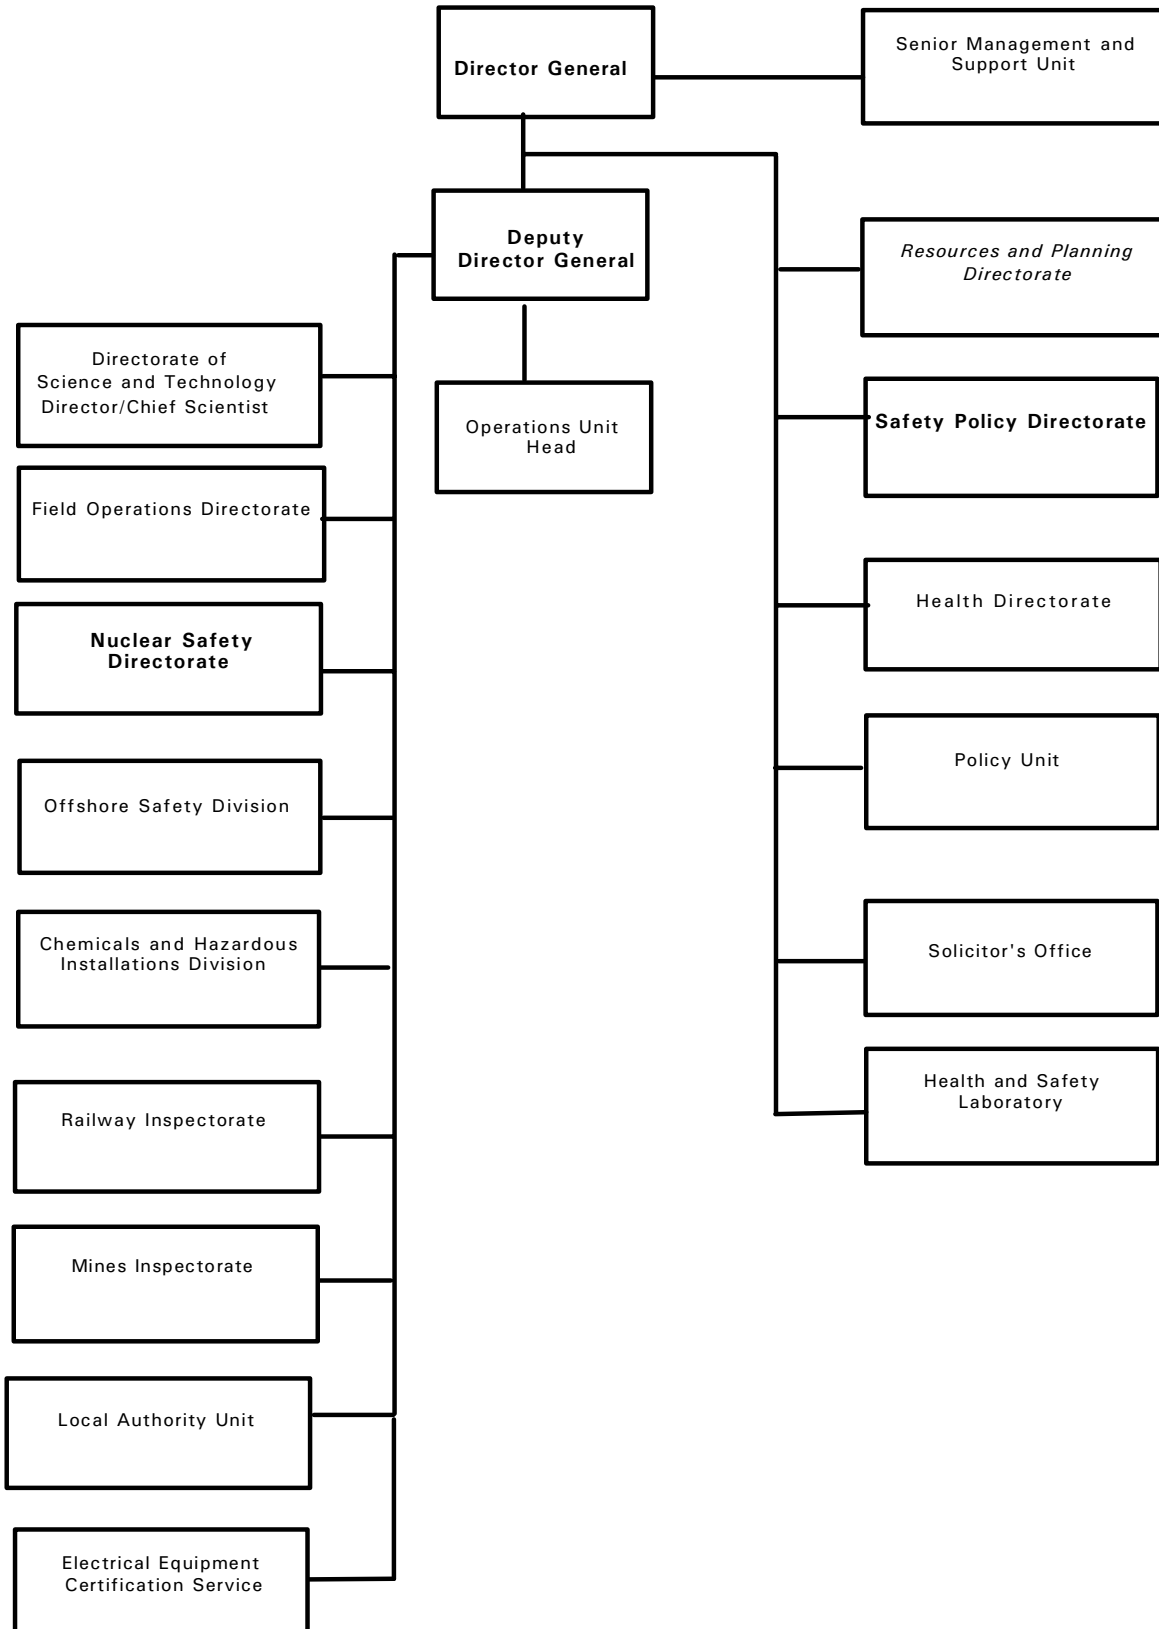 Director General
Senior Management and
Support Unit
Deputy
Director General
Resources and Planning
Directorate
Directorate of
Science and Technology
Director/Chief Scientist
Operations Unit
Head
Safety Policy Directorate
Field Operations Directorate
Health Directorate
Nuclear Safety
Directorate
Policy Unit
Offshore Safety Division
Chemicals and Hazardous
Installations Division
Solicitor's Office
Health and Safety
Laboratory
Railway Inspectorate
Mines Inspectorate
Local Authority Unit
Electrical Equipment
Certification Service